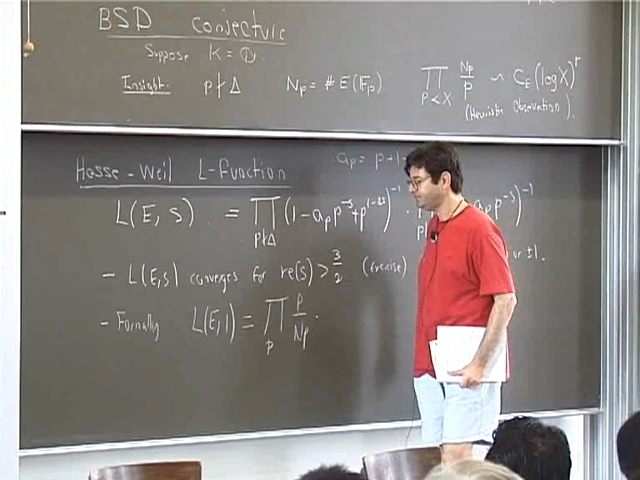 BSD conjecture
Suppose K = ℚ.
Insight: p∤Δ Np = #E(𝔽p) ∏ p<X Np/p ~ C_E (log X)^r
(Heuristic Observation).
Hasse-Weil L-function ap = p+1-
L(E, s) = ∏ p∤Δ (1 - ap p^-s + p^1-2s)^-1 · ap p^-s)^-1
- L(E,s) converges for re(s) > 3/2 (exercise) or ±1.
- Formally L(E,1) = ∏ p p/Np.